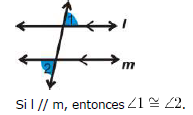 1
l
2
m
Si l // m, entonces ∠1 ≅ ∠2.